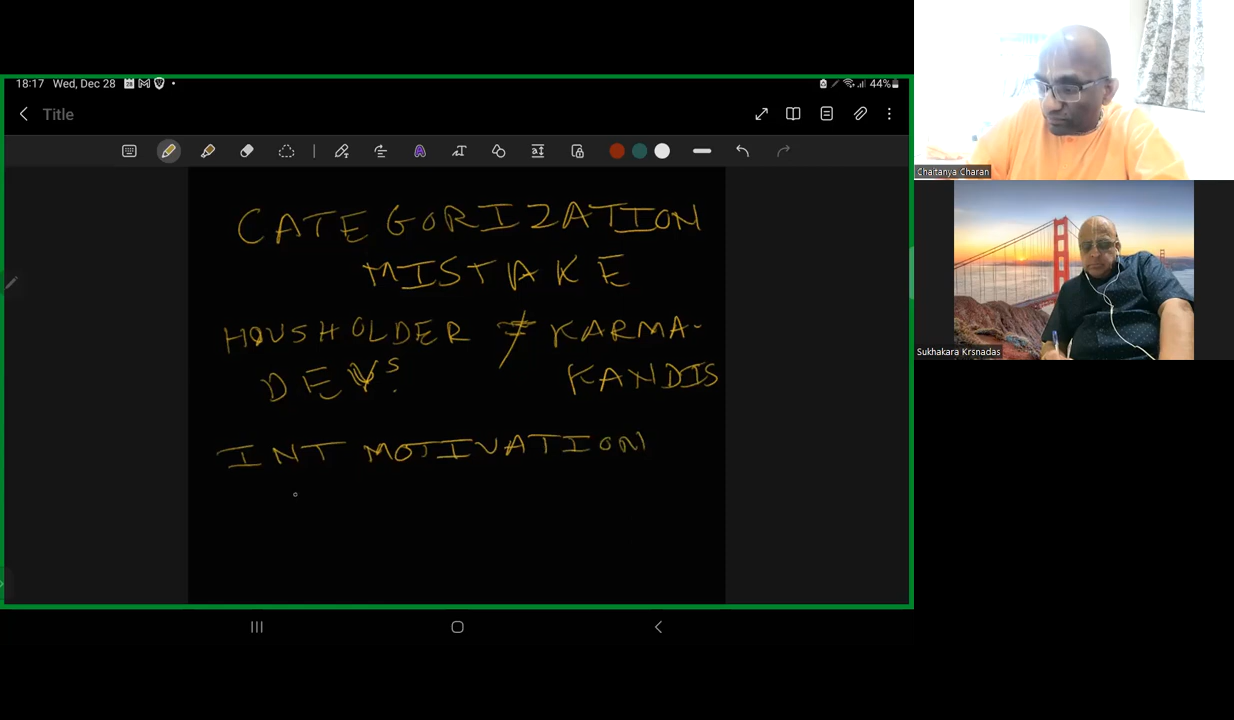 18:17 Wed, Dec 28
44%
Title
CATEGORIZATION
MISTAKE
HOUSHOLDER ≠ KARMA-
DEVS. KANDIS
INT MOTIVATION
Chaitanya Charan
Sukhakara Krsnadas